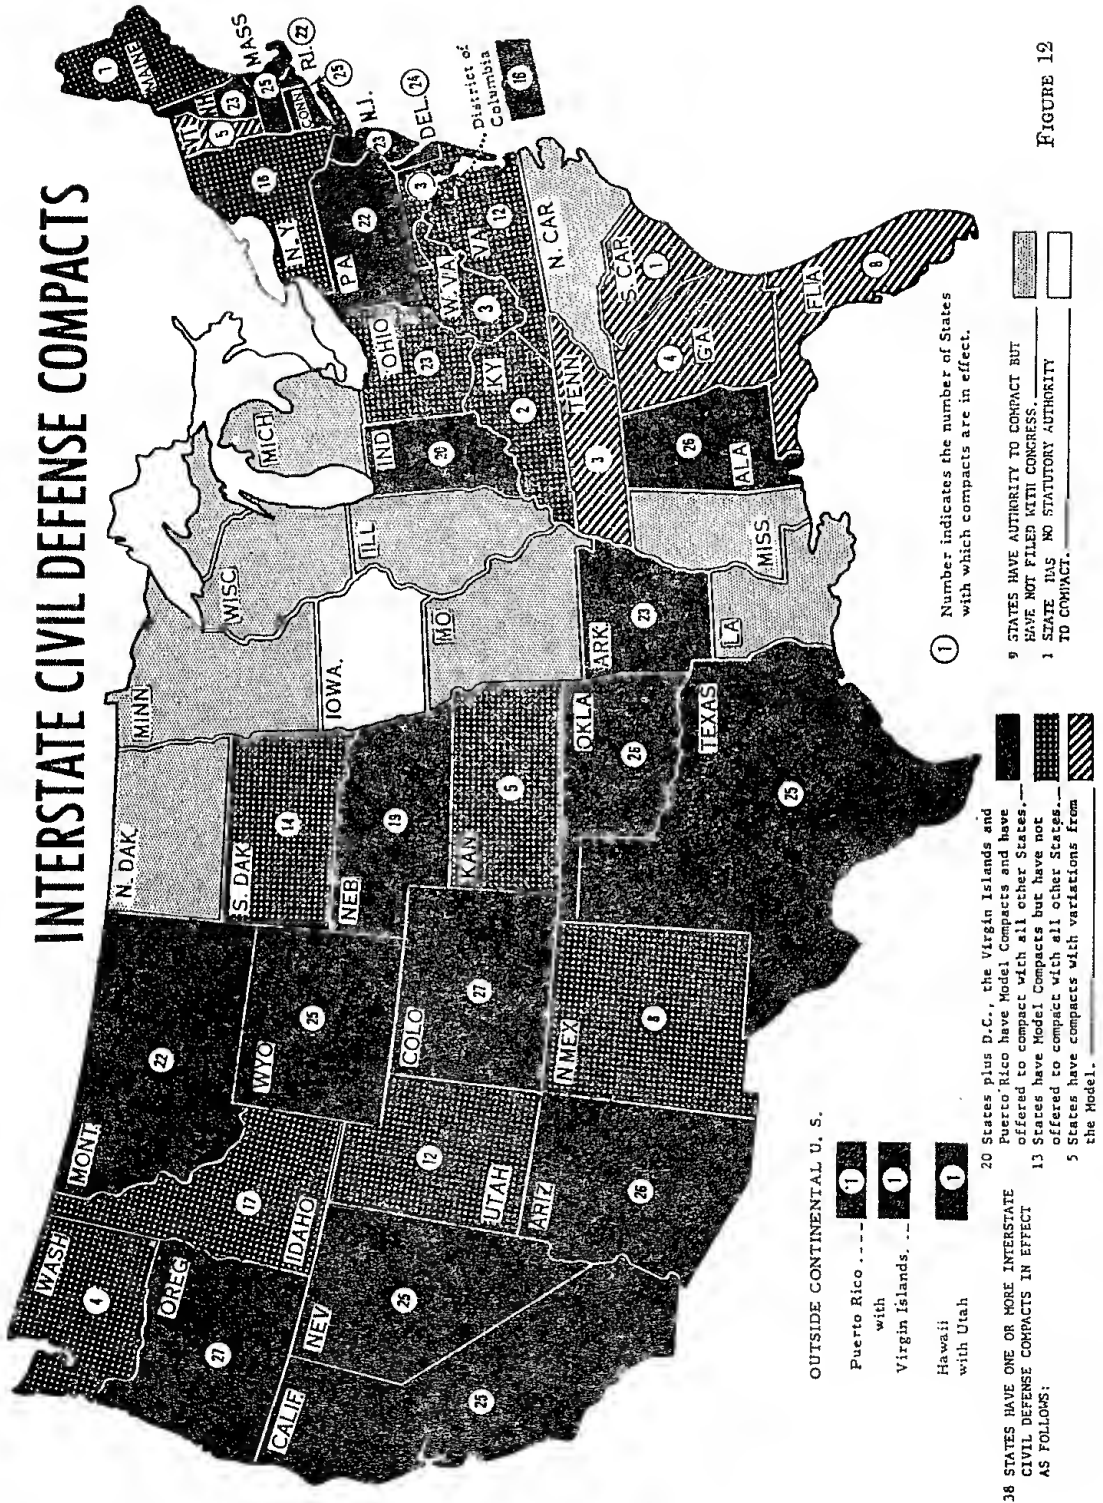 INTERSTATE CIVIL DEFENSE COMPACTS
WASH
4
OREG
27
CALIF
25
NEV
25
IDAHO
17
MONT.
22
WYO
25
UTAH
12
COLO
27
ARIZ
26
N.MEX
8
N. DAK
S. DAK
14
NEB
19
KAN
5
OKLA
26
TEXAS
25
MINN
IOWA.
MO
ARK
23
LA
WISC
ILL
MICH
IND
20
OHIO
23
KY
2
TENN
3
MISS.
ALA
26
GA
4
FLA
8
S. CAR
1
N. CAR
VA
12
W.VA
3
3
PA
22
N.Y.
16
VT.
5
NH
23
MAINE
1
MASS
25
CONN
R.I. 22
25
N.J.
23
DEL. 24
District of
Columbia
16
OUTSIDE CONTINENTAL U. S.
Puerto Rico ----
1
with
Virgin Islands. --
1
Hawaii
with Utah
1
1 Number indicates the number of States
with which compacts are in effect.
38 STATES HAVE ONE OR MORE INTERSTATE
CIVIL DEFENSE COMPACTS IN EFFECT
AS FOLLOWS:
20 States plus D.C., the Virgin Islands and
Puerto Rico have Model Compacts and have
offered to compact with all other States.
13 States have Model Compacts but have not
offered to compact with all other States.
5 States have compacts with variations from
the Model.
9 STATES HAVE AUTHORITY TO COMPACT BUT
HAVE NOT FILED WITH CONGRESS.
1 STATE HAS NO STATUTORY AUTHORITY
TO COMPACT.
FIGURE 12